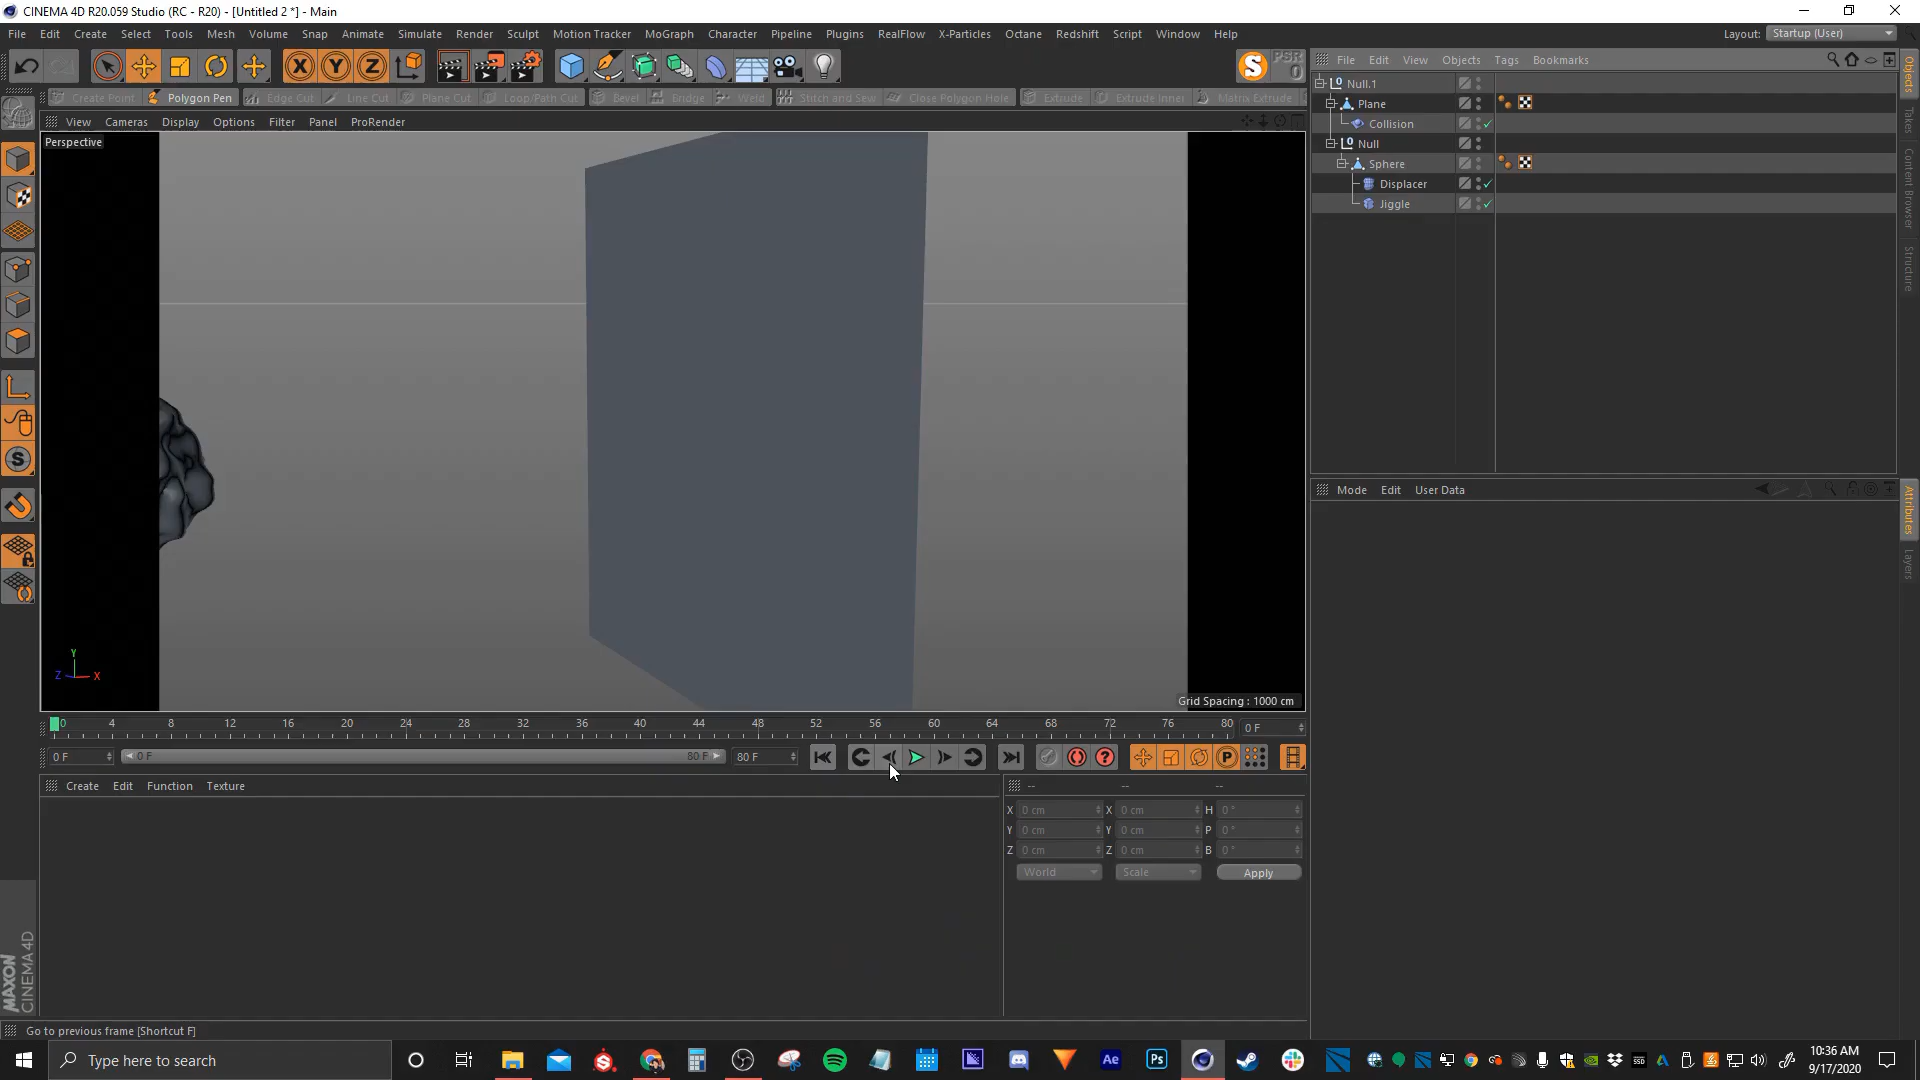 CINEMA 4D R20.059 Studio (RC - R20) - [Untitled 2 *] - Main
File Edit Create Select Tools Mesh Volume Snap Animate Simulate Render Sculpt Motion Tracker MoGraph Character Pipeline Plugins RealFlow X-Particles Octane Redshift Script Window Help
Layout: Startup (User)
X Y Z
S PSR
0
File Edit View Objects Tags Bookmarks
Create Point Polygon Pen Edge Cut Line Cut Plane Cut Loop/Path Cut Bevel Bridge Weld Stitch and Sew Close Polygon Hole Extrude Extrude Inner Matrix Extrude
View Cameras Display Options Filter Panel ProRender
Perspective
Null.1
Plane
Collision
Null
Sphere
Displacer
Jiggle
Objects
Takes
Content Browser
Structure
Mode Edit User Data
Attributes
Layers
Y
Z X
Grid Spacing : 1000 cm
0 4 8 12 16 20 24 28 32 36 40 44 48 52 56 60 64 68 72 76 80 0 F
0 F 0 F 80 F 80 F
Create Edit Function Texture
-- -- --
X 0 cm X 0 cm H 0 °
Y 0 cm Y 0 cm P 0 °
Z 0 cm Z 0 cm B 0 °
World Scale Apply
MAXON
CINEMA 4D
Go to previous frame [Shortcut F]
Type here to search
Ae Ps
10:36 AM
9/17/2020